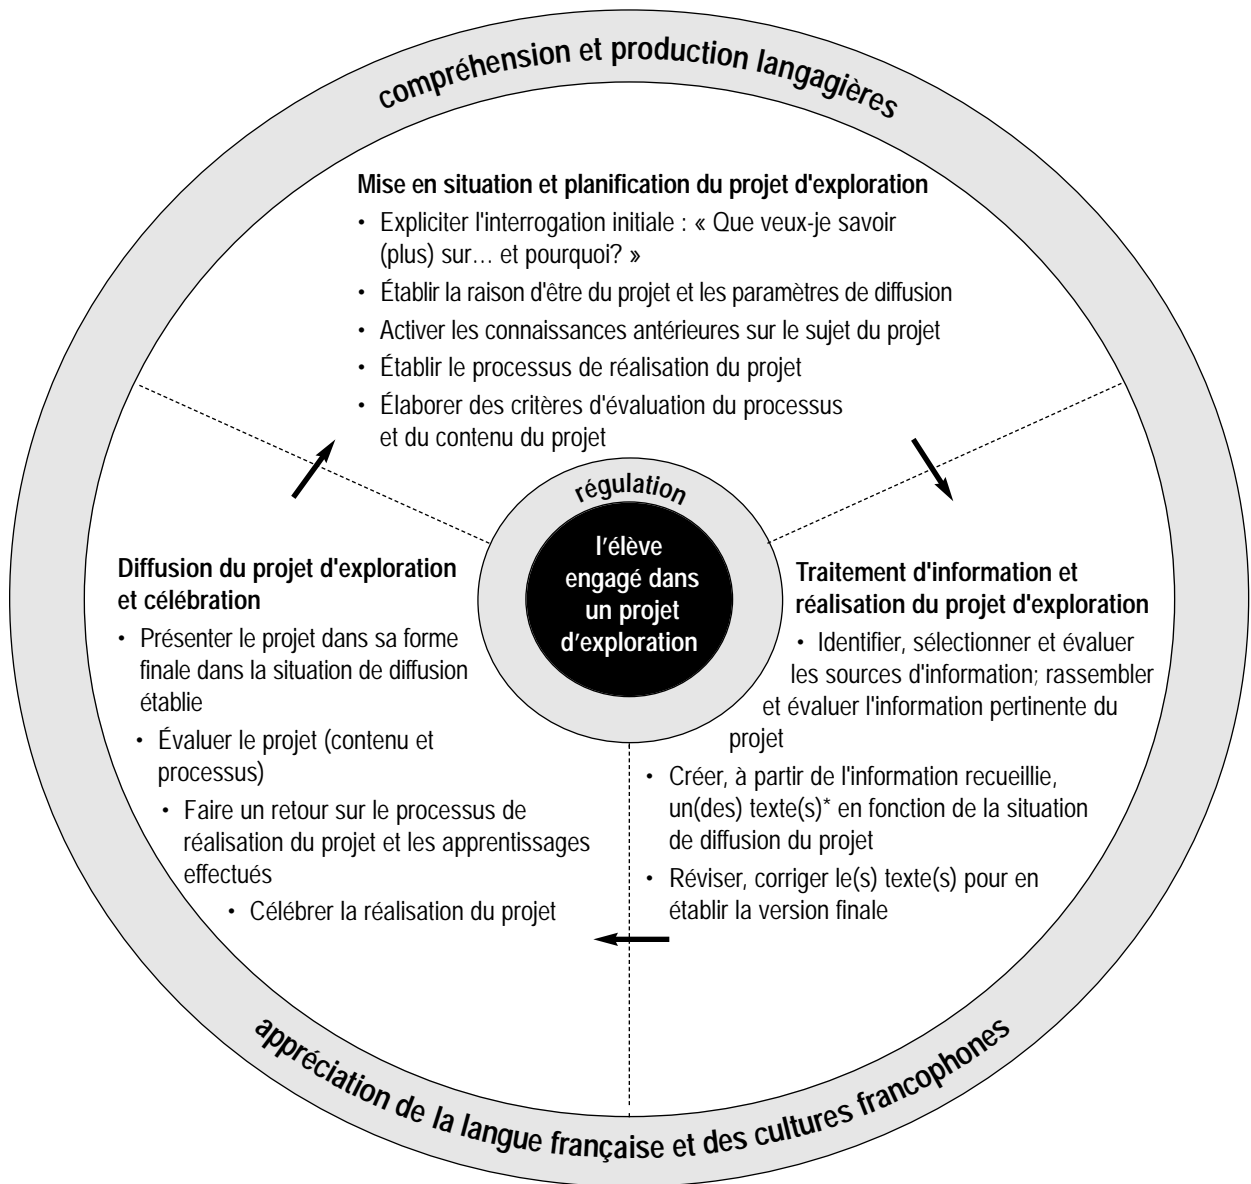 compréhension et production langagières
Mise en situation et planification du projet d'exploration
• Expliciter l'interrogation initiale : « Que veux-je savoir
(plus) sur… et pourquoi? »
• Établir la raison d'être du projet et les paramètres de diffusion
• Activer les connaissances antérieures sur le sujet du projet
• Établir le processus de réalisation du projet
• Élaborer des critères d'évaluation du processus
et du contenu du projet
régulation
l'élève
engagé dans
un projet
d'exploration
Traitement d'information et
réalisation du projet d'exploration
• Identifier, sélectionner et évaluer
les sources d'information; rassembler
et évaluer l'information pertinente du
projet
• Créer, à partir de l'information recueillie,
un(des) texte(s)* en fonction de la situation
de diffusion du projet
• Réviser, corriger le(s) texte(s) pour en
établir la version finale
Diffusion du projet d'exploration
et célébration
• Présenter le projet dans sa forme
finale dans la situation de diffusion
établie
• Évaluer le projet (contenu et
processus)
• Faire un retour sur le processus de
réalisation du projet et les apprentissages
effectués
• Célébrer la réalisation du projet
appréciation de la langue française et des cultures francophones